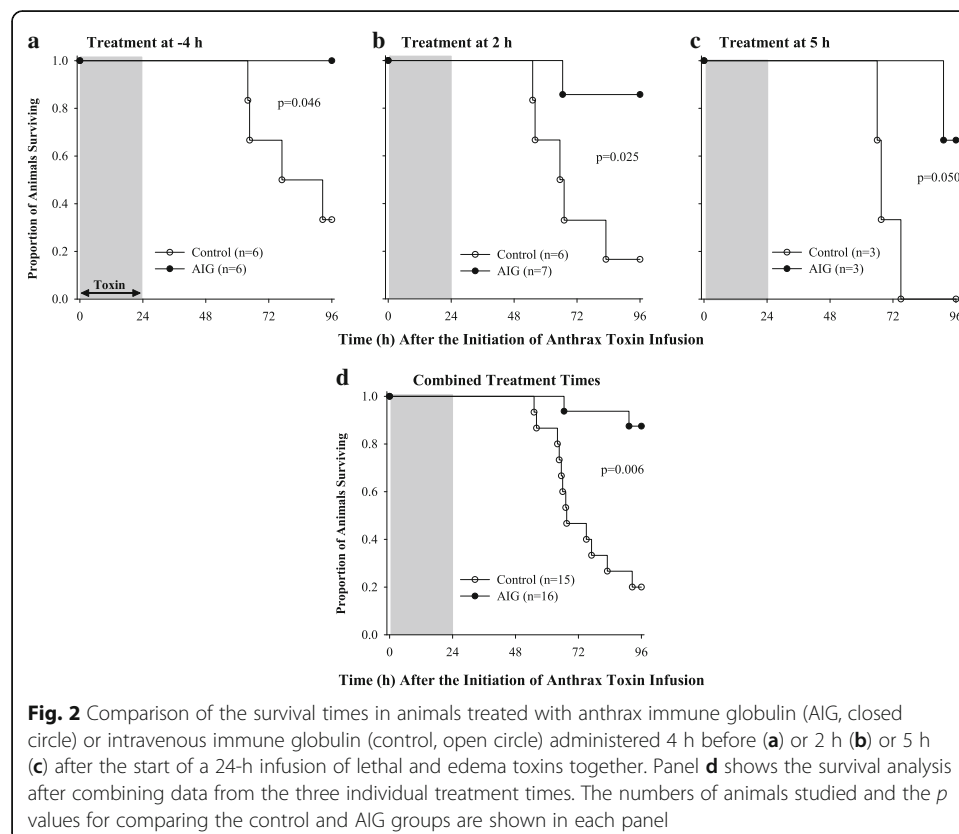 a Treatment at -4 h
b Treatment at 2 h
c Treatment at 5 h
Proportion of Animals Surviving
1.0
0.8
0.6
0.4
0.2
0.0
p=0.046
Control (n=6)
AIG (n=6)
Toxin
0 24 48 72 96
p=0.025
Control (n=6)
AIG (n=7)
0 24 48 72 96
p=0.050
Control (n=3)
AIG (n=3)
0 24 48 72 96
Time (h) After the Initiation of Anthrax Toxin Infusion
d Combined Treatment Times
Proportion of Animals Surviving
1.0
0.8
0.6
0.4
0.2
0.0
p=0.006
Control (n=15)
AIG (n=16)
0 24 48 72 96
Time (h) After the Initiation of Anthrax Toxin Infusion
Fig. 2 Comparison of the survival times in animals treated with anthrax immune globulin (AIG, closed
circle) or intravenous immune globulin (control, open circle) administered 4 h before (a) or 2 h (b) or 5 h
(c) after the start of a 24-h infusion of lethal and edema toxins together. Panel d shows the survival analysis
after combining data from the three individual treatment times. The numbers of animals studied and the p
values for comparing the control and AIG groups are shown in each panel